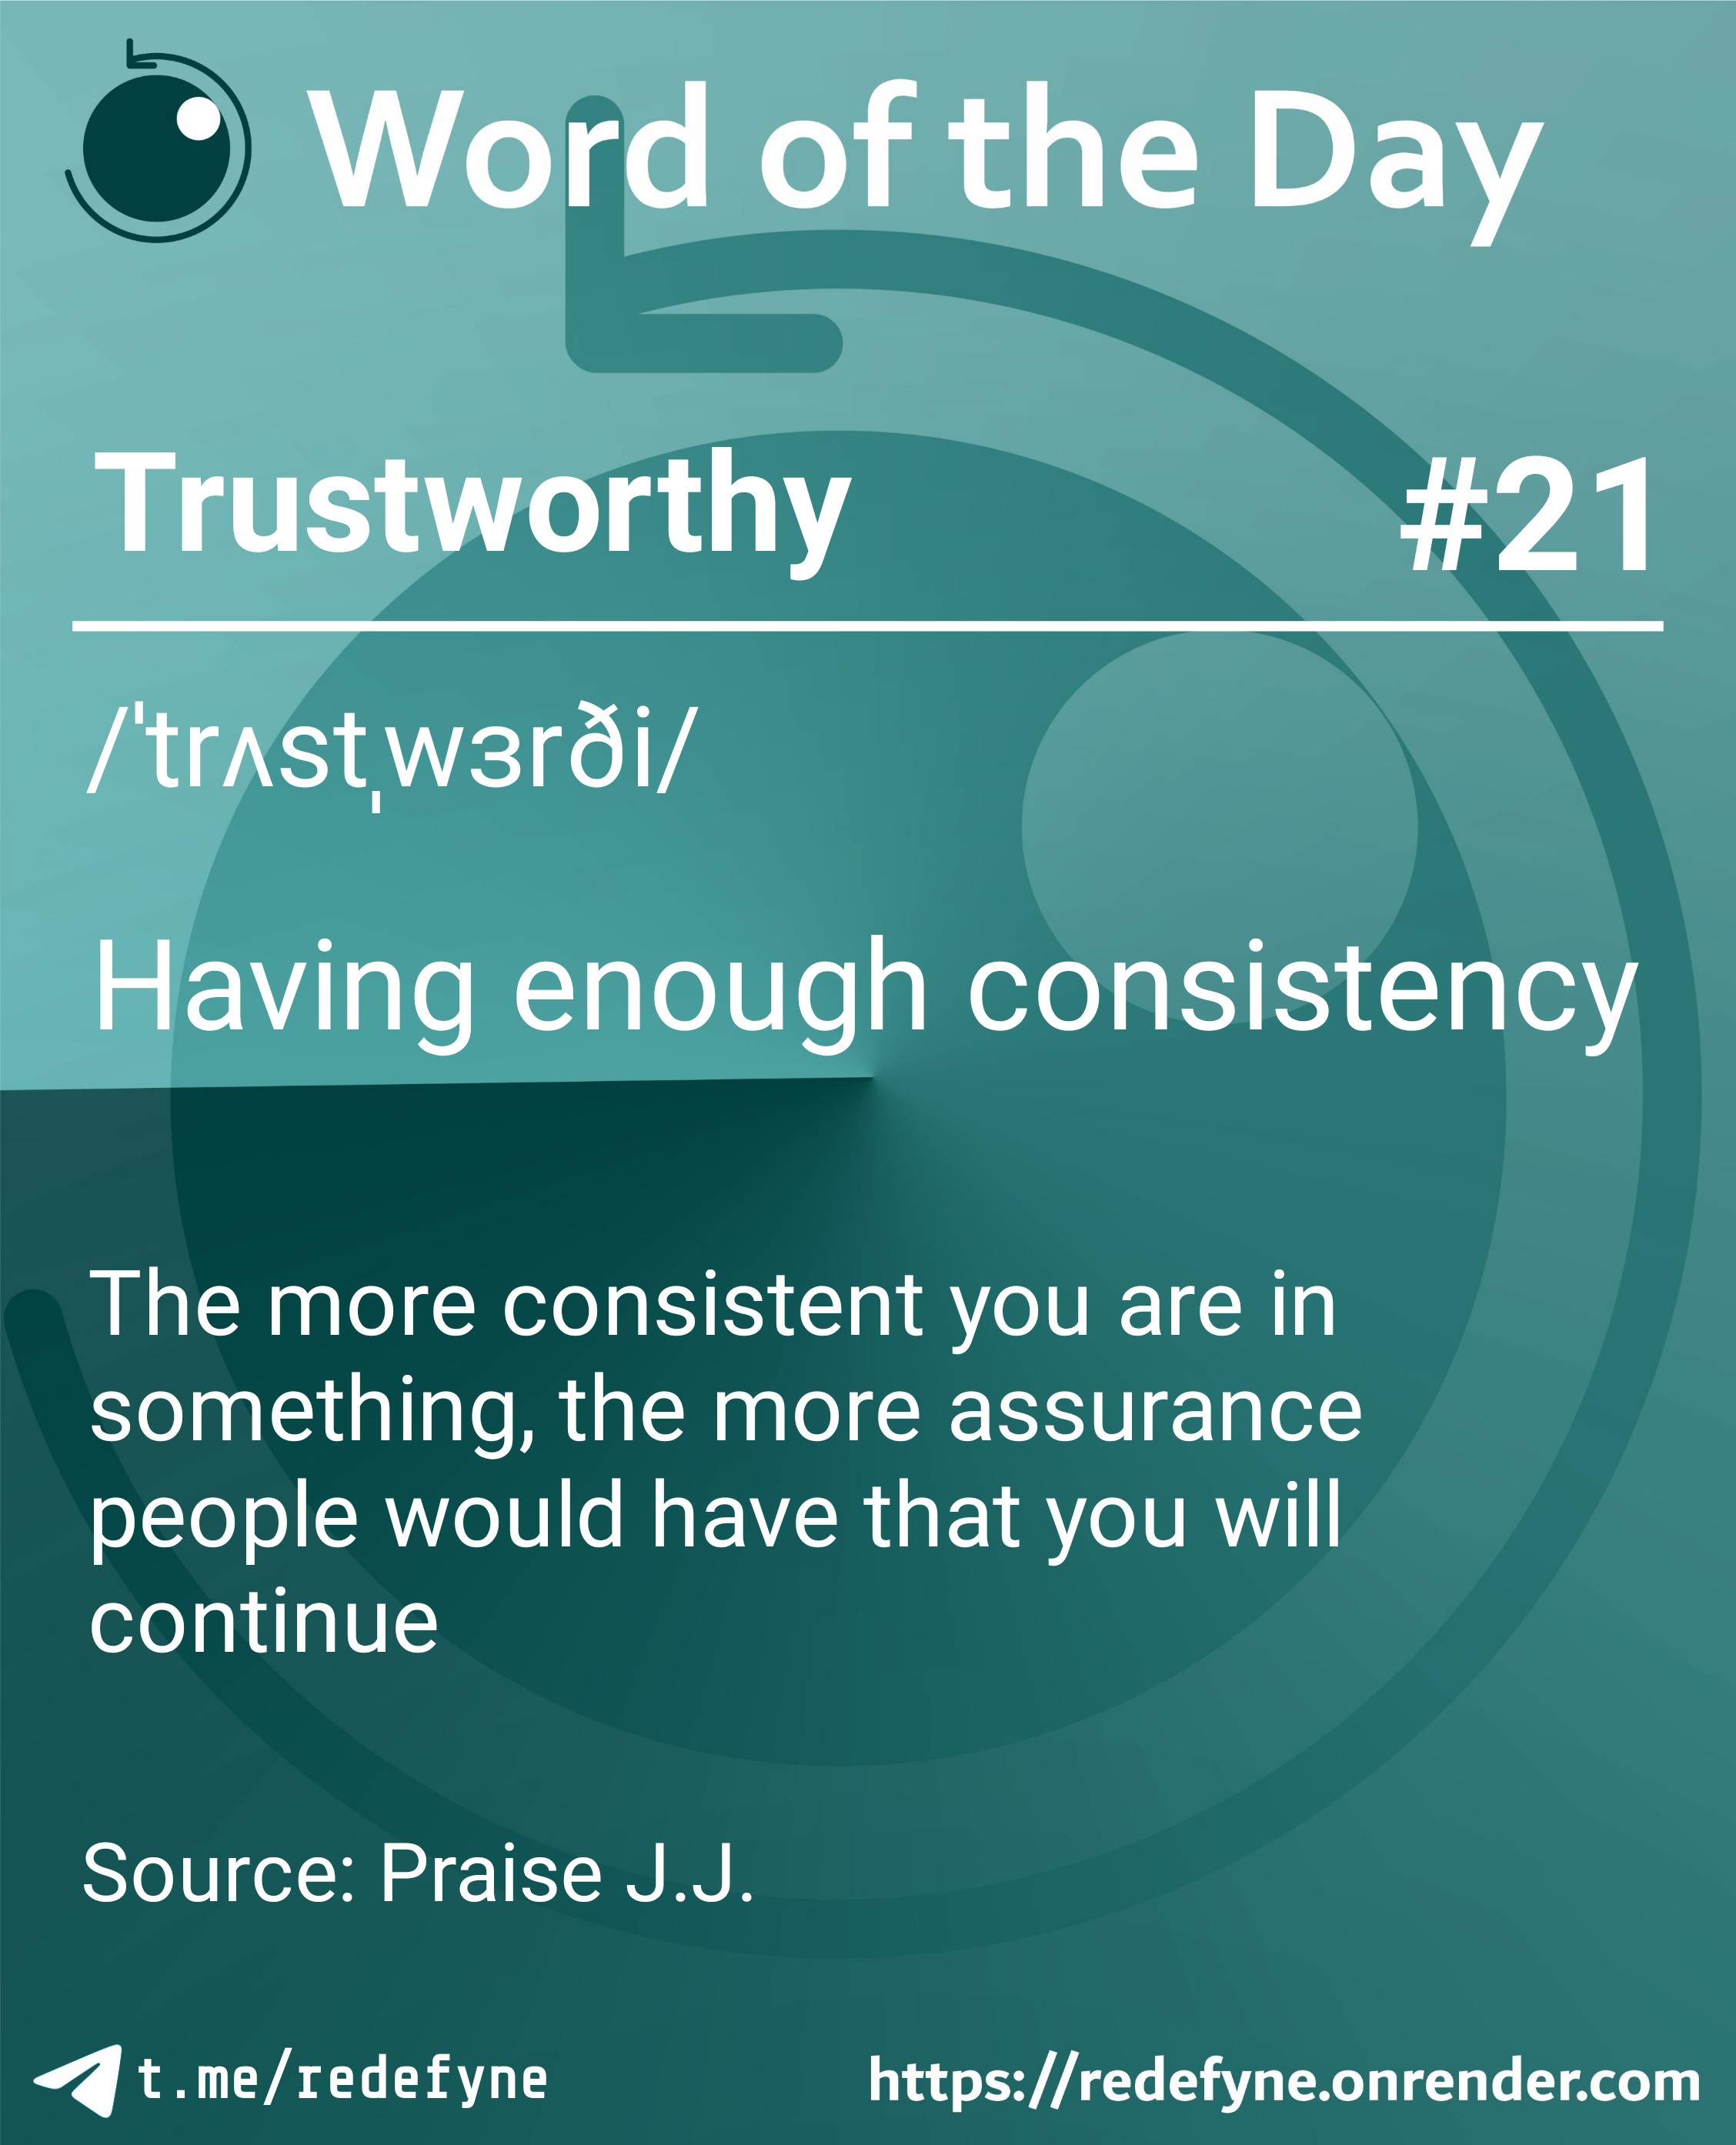 Word of the Day
Trustworthy
#21
/ˈtrʌstˌwɜrði/
Having enough consistency
The more consistent you are in
something, the more assurance
people would have that you will
continue
Source: Praise J.J.
t.me/redefyne
https://redefyne.onrender.com